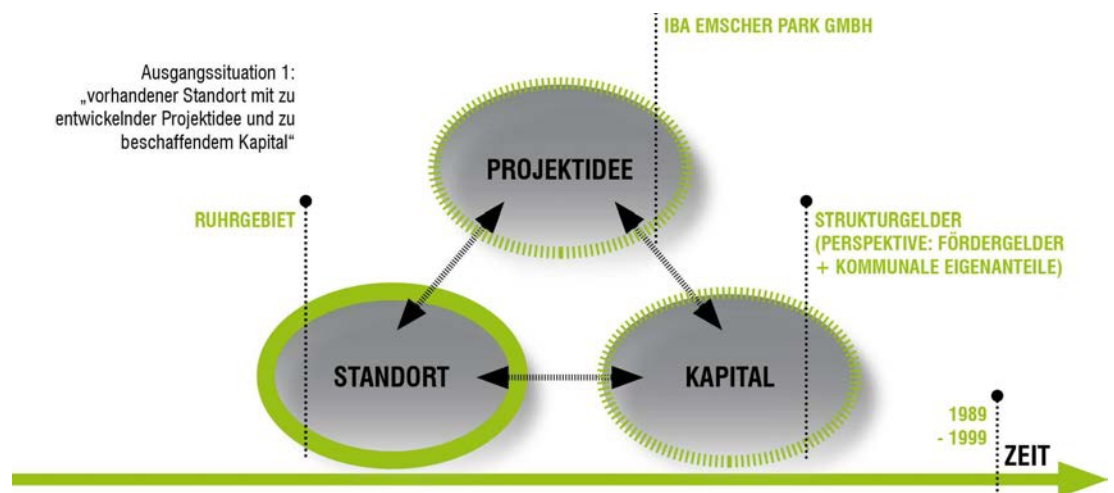 IBA EMSCHER PARK GMBH
Ausgangssituation 1:
„vorhandener Standort mit zu
entwickelnder Projektidee und zu
beschaffendem Kapital“
PROJEKTIDEE
RUHRGEBIET
STRUKTURGELDER
(PERSPEKTIVE: FÖRDERGELDER
+ KOMMUNALE EIGENANTEILE)
STANDORT
KAPITAL
1989
- 1999
ZEIT